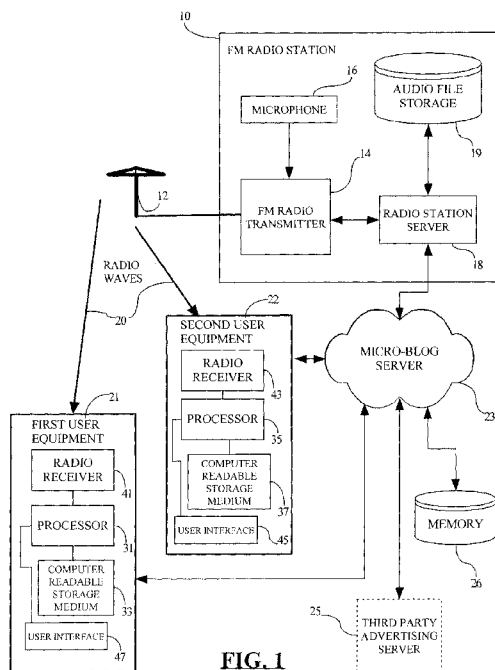 10
FM RADIO STATION
16
MICROPHONE
AUDIO FILE
STORAGE
19
14
12
FM RADIO
TRANSMITTER
RADIO STATION
SERVER
18
RADIO
WAVES
20
22
SECOND USER
EQUIPMENT
RADIO
RECEIVER
43
PROCESSOR
35
COMPUTER
READABLE
STORAGE
MEDIUM
37
USER INTERFACE
45
MICRO-BLOG
SERVER
23
21
FIRST USER
EQUIPMENT
RADIO
RECEIVER
41
PROCESSOR
31
COMPUTER
READABLE
STORAGE
MEDIUM
33
USER INTERFACE
47
MEMORY
26
25
THIRD PARTY
ADVERTISING
SERVER
FIG. 1